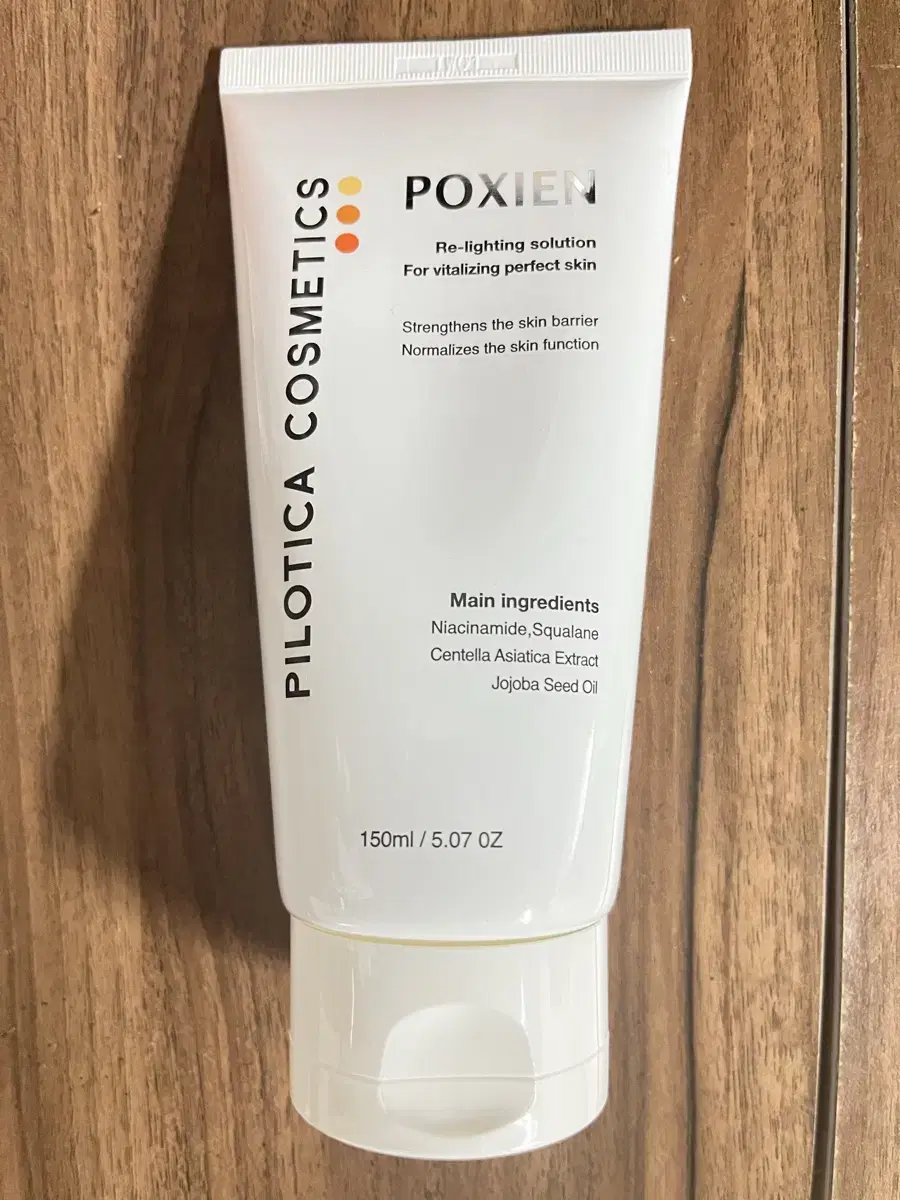 PILOTICA COSMETICS
POXIEN
Re-lighting solution
For vitalizing perfect skin
Strengthens the skin barrier
Normalizes the skin function
Main ingredients
Niacinamide,Squalane
Centella Asiatica Extract
Jojoba Seed Oil
150ml / 5.07 0Z